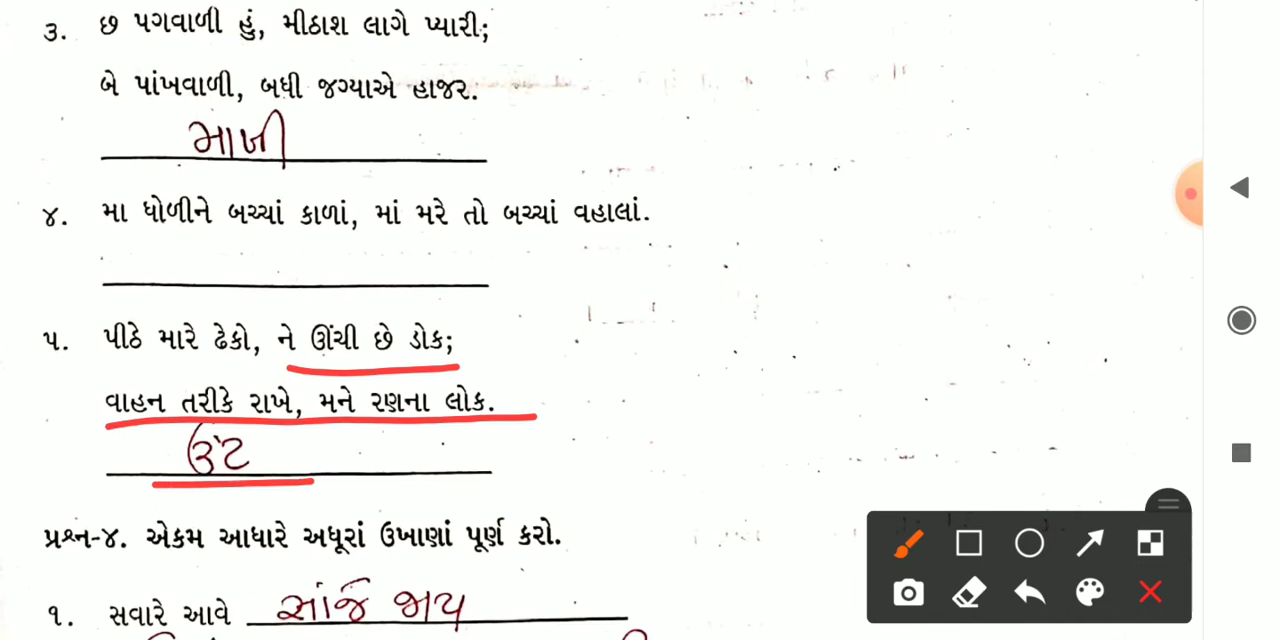 ૩. છ પગવાળી હું, મીઠાશ લાગે પ્યારી;
બે પાંખવાળી, બધી જગ્યાએ હાજર.
માખી
૪. મા ધોળીને બચ્ચાં કાળાં, માં મરે તો બચ્ચાં વહાલાં.
૫. પીઠે મારે ઢેકો, ને ઊંચી છે ડોક;
વાહન તરીકે રાખે, મને રણના લોક.
ઉંટ
પ્રશ્ન-૪. એકમ આધારે અધૂરાં ઉખાણાં પૂર્ણ કરો.
૧. સવારે આવે સાંજે જાય